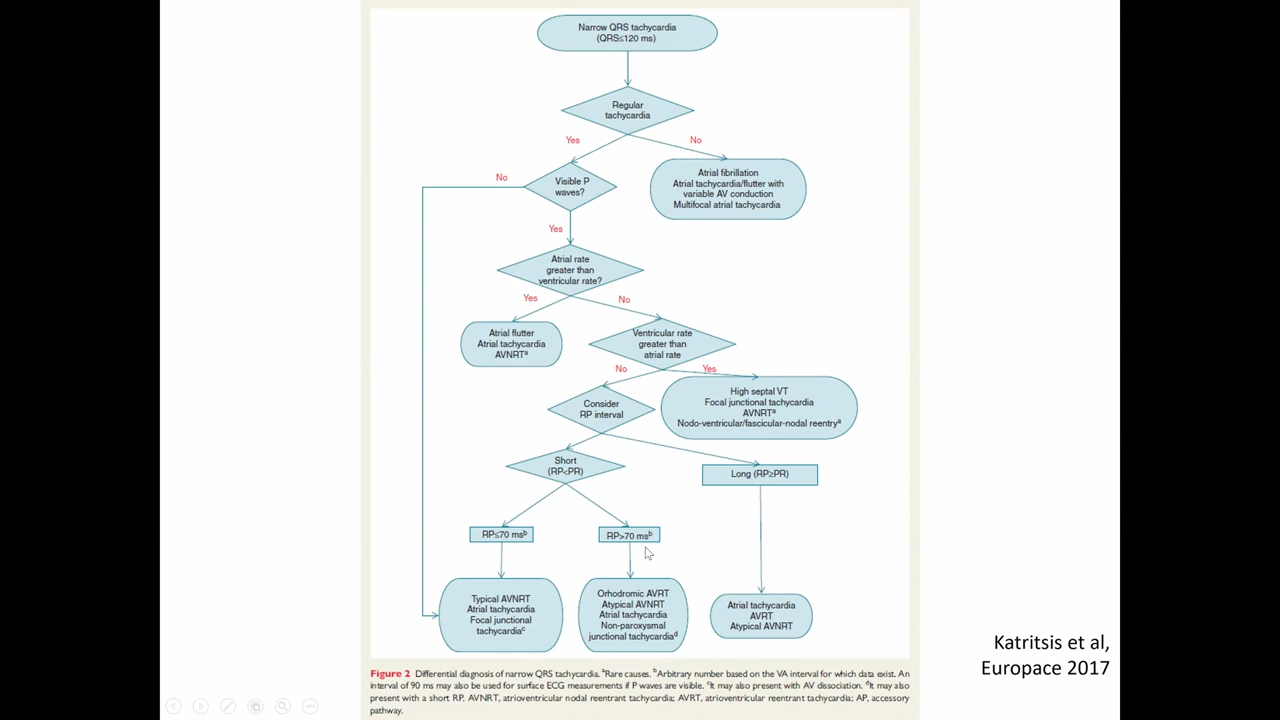 Narrow QRS tachycardia
(QRS≤120 ms)
Regular
tachycardia
Yes
No
Visible P
waves?
No
Atrial fibrillation
Atrial tachycardia/flutter with
variable AV conduction
Multifocal atrial tachycardia
Yes
Atrial rate
greater than
ventricular rate?
Yes
No
Atrial flutter
Atrial tachycardia
AVNRTᵃ
Ventricular rate
greater than
atrial rate
No
Yes
High septal VT
Focal junctional tachycardia
AVNRTᵃ
Nodo-ventricular/fascicular-nodal reentryᵃ
Consider
RP interval
Short
(RP<PR)
Long (RP≥PR)
RP≤70 msᵇ
RP>70 msᵇ
Typical AVNRT
Atrial tachycardia
Focal junctional
tachycardiaᶜ
Orhodromic AVRT
Atypical AVNRT
Atrial tachycardia
Non-paroxysmal
junctional tachycardiaᵈ
Atrial tachycardia
AVRT
Atypical AVNRT
Katritsis et al,
Europace 2017
Figure 2 Differential diagnosis of narrow QRS tachycardia. ᵃRare causes. ᵇArbitrary number based on the VA interval for which data exist. An
interval of 90 ms may also be used for surface ECG measurements if P waves are visible. ᶜIt may also present with AV dissociation. ᵈIt may also
present with a short RP. AVNRT, atrioventricular nodal reentrant tachycardia; AVRT, atrioventricular reentrant tachycardia; AP, accessory
pathway.